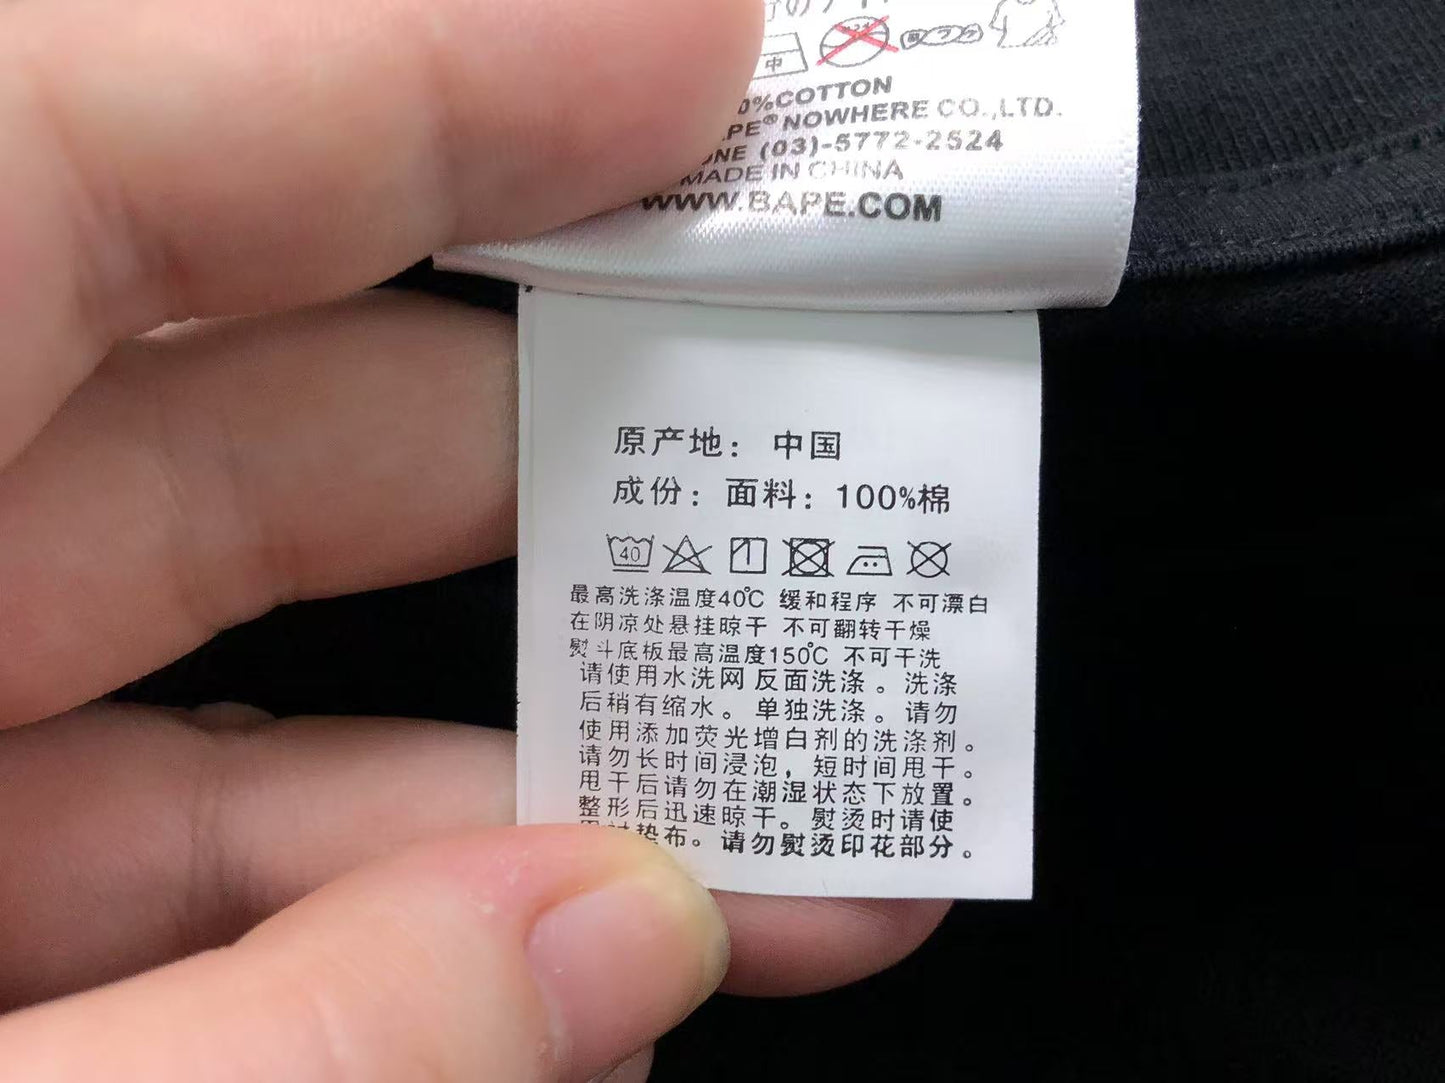 中
0%COTTON
PE® NOWHERE CO.,LTD.
ONE (03)-5772-2524
MADE IN CHINA
WWW.BAPE.COM
原产地：中国
成份：面料：100%棉
40
最高洗涤温度40℃ 缓和程序 不可漂白
在阴凉处悬挂晾干 不可翻转干燥
熨斗底板最高温度150℃ 不可干洗
请使用水洗网反面洗涤。洗涤
后稍有缩水。单独洗涤。请勿
使用添加荧光增白剂的洗涤剂。
请勿长时间浸泡，短时间甩干。
甩干后请勿在潮湿状态下放置。
整形后迅速晾干。熨烫时请使
垫布。请勿熨烫印花部分。